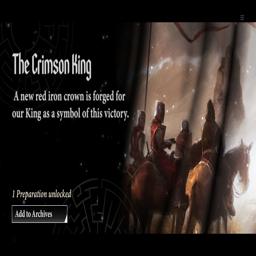 The Crimson King
A new red iron crown is forged for
our King as a symbol of this victory.
1 Preparation unlocked
Add to Archives